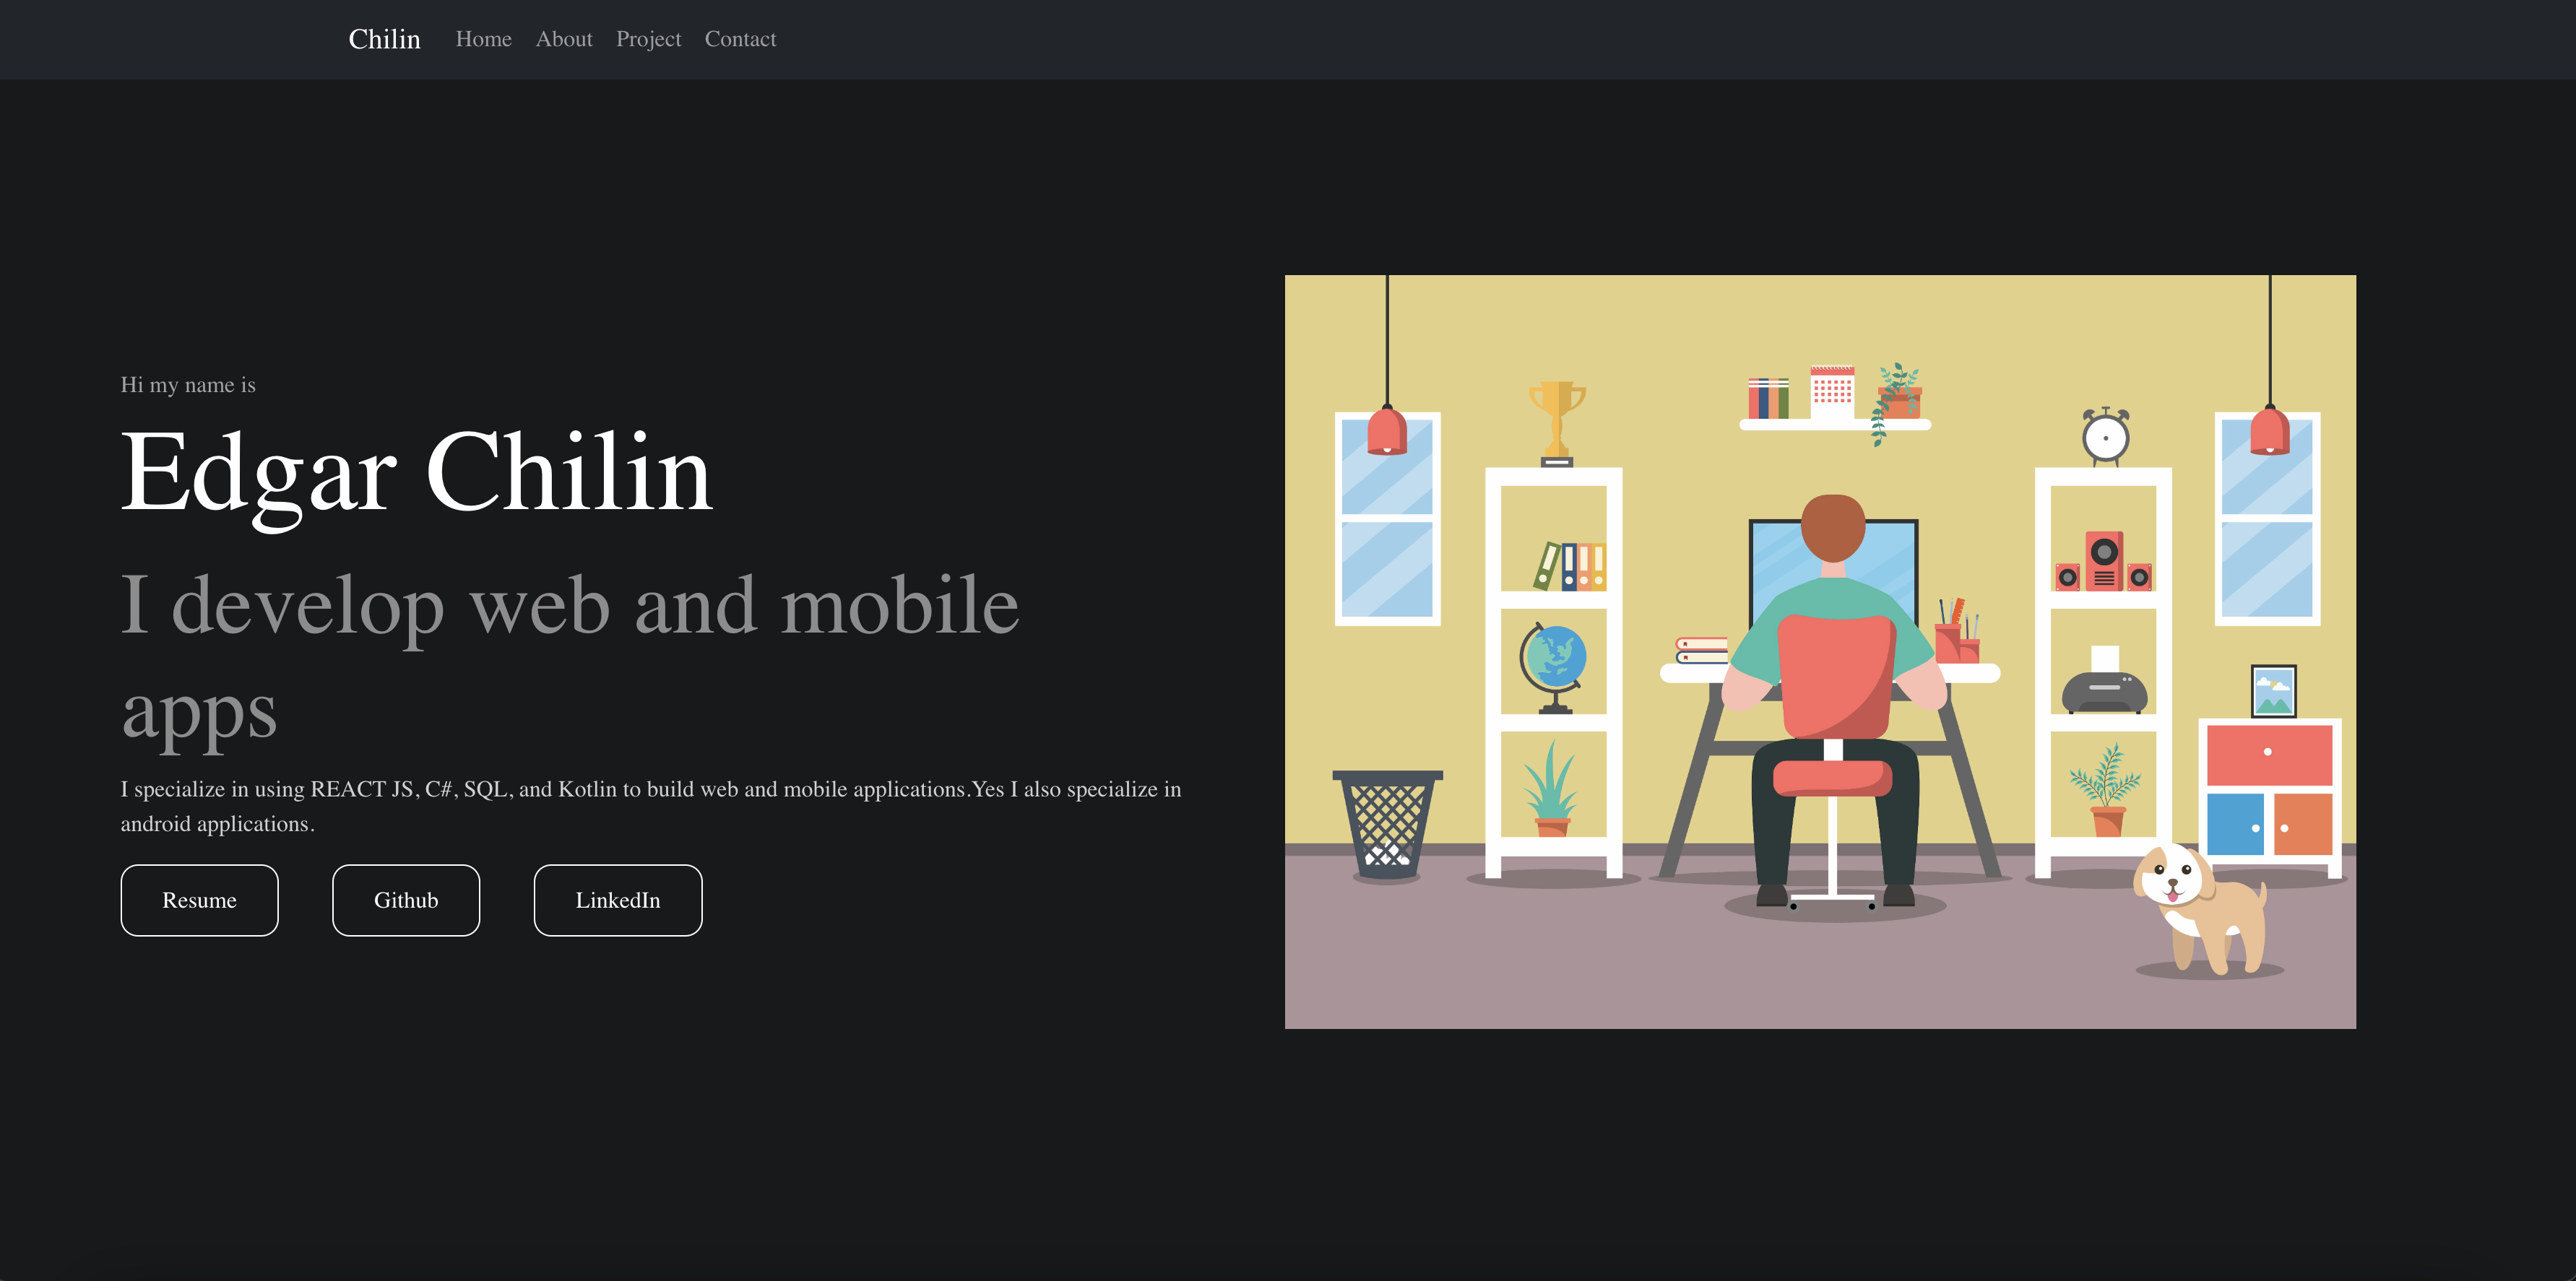 Chilin Home About Project Contact
Hi my name is
Edgar Chilin
I develop web and mobile
apps
I specialize in using REACT JS, C#, SQL, and Kotlin to build web and mobile applications.Yes I also specialize in
android applications.
Resume Github LinkedIn